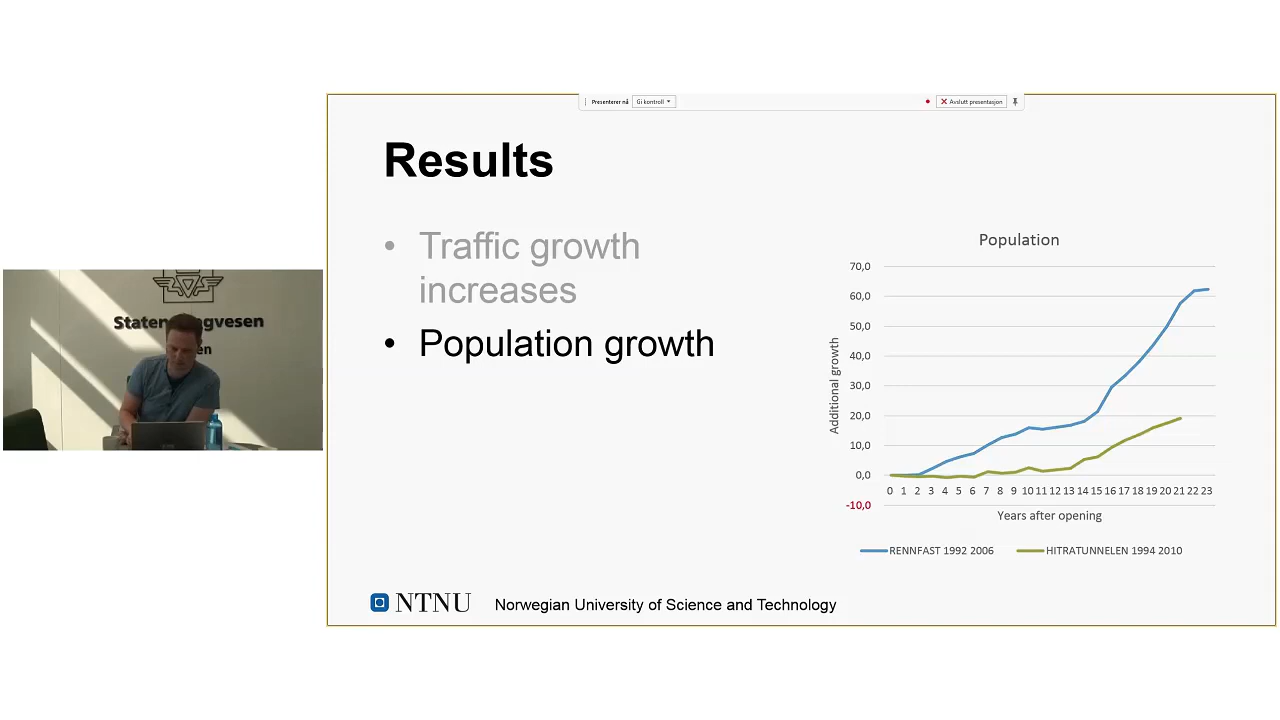 Presenterer nå
Gi kontroll
Avslutt presentasjon
Results
• Traffic growth
increases
• Population growth
Population
Additional growth
70,0
60,0
50,0
40,0
30,0
20,0
10,0
0,0
-10,0
0 1 2 3 4 5 6 7 8 9 10 11 12 13 14 15 16 17 18 19 20 21 22 23
Years after opening
RENNFAST 1992 2006
HITRATUNNELEN 1994 2010
NTNU
Norwegian University of Science and Technology